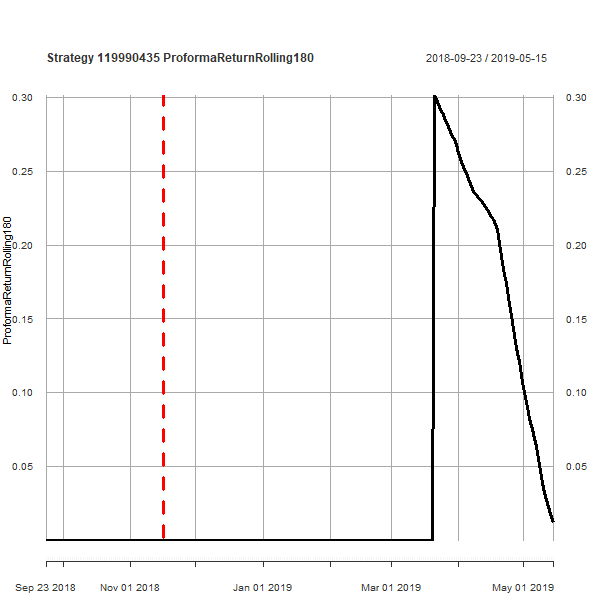 Strategy 119990435 ProformaReturnRolling180
2018-09-23 / 2019-05-15
0.30
0.30
0.25
0.25
0.20
0.20
0.15
0.15
0.10
0.10
0.05
0.05
ProformaReturnRolling180
Sep 23 2018
Nov 01 2018
Jan 01 2019
Mar 01 2019
May 01 2019